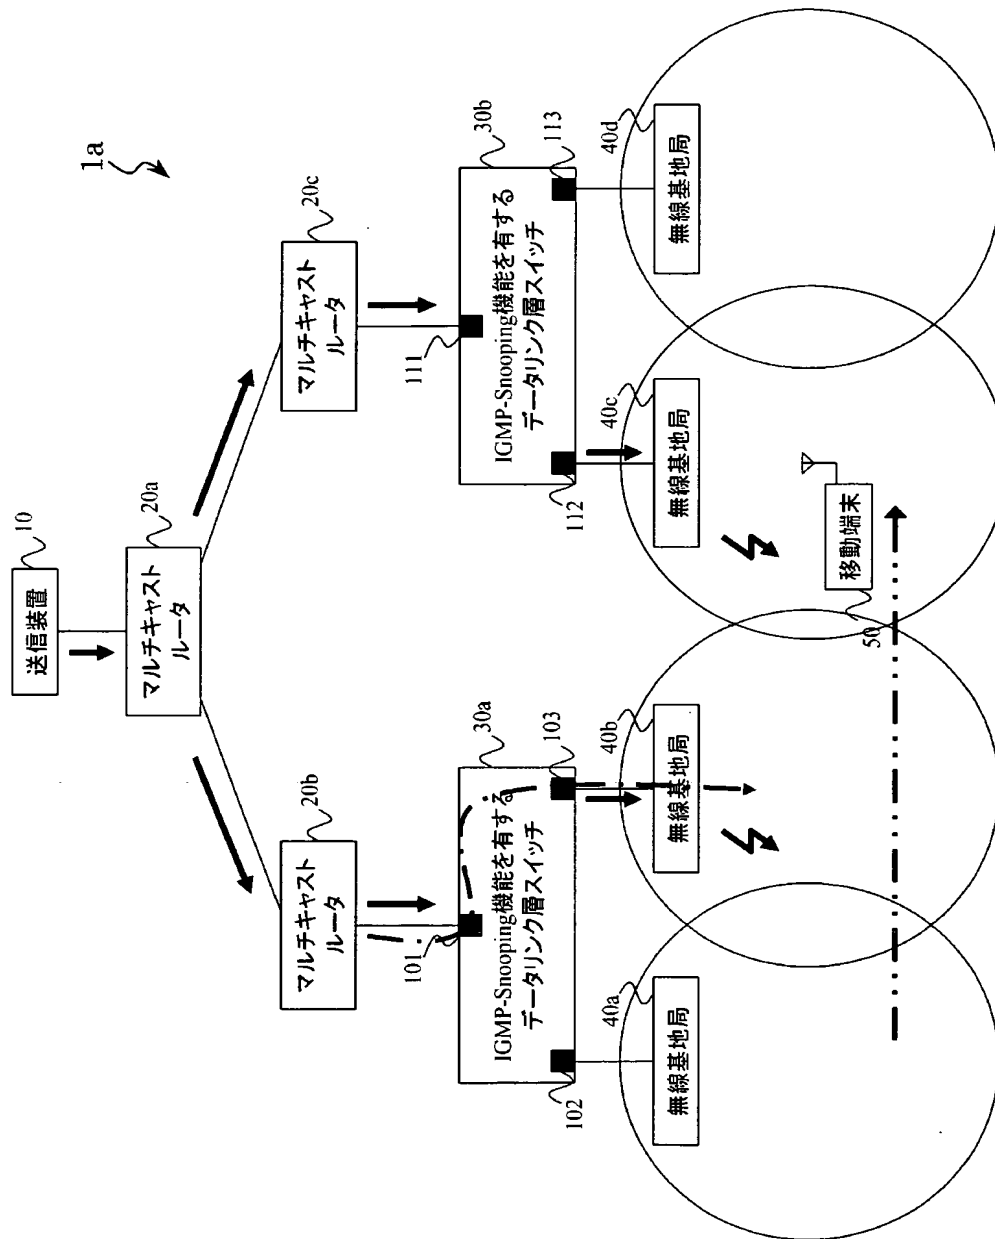 1a
10
送信装置
20a
マルチキャスト
ルータ
20b
マルチキャスト
ルータ
20c
マルチキャスト
ルータ
101
30a
IGMP-Snooping機能を有する
データリンク層スイッチ
102
103
111
30b
IGMP-Snooping機能を有する
データリンク層スイッチ
112
113
40a
無線基地局
40b
無線基地局
40c
無線基地局
40d
無線基地局
移動端末
50